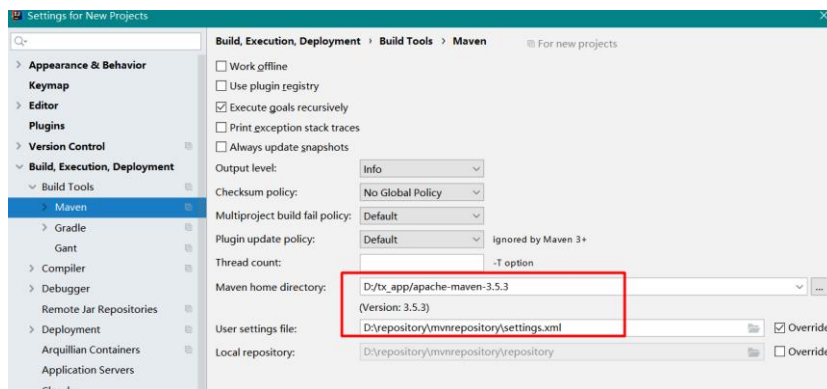 Settings for New Projects
Appearance & Behavior
Keymap
Editor
Plugins
Version Control
Build, Execution, Deployment
Build Tools
Maven
Gradle
Gant
Compiler
Debugger
Remote Jar Repositories
Deployment
Arquillian Containers
Application Servers
Build, Execution, Deployment › Build Tools › Maven
For new projects
Work offline
Use plugin registry
Execute goals recursively
Print exception stack traces
Always update snapshots
Output level: Info
Checksum policy: No Global Policy
Multiproject build fail policy: Default
Plugin update policy: Default ignored by Maven 3+
Thread count: -T option
Maven home directory: D:/tx_app/apache-maven-3.5.3 ...
(Version: 3.5.3)
User settings file: D:\repository\mvnrepository\settings.xml Override
Local repository: D:\repository\mvnrepository\repository Override